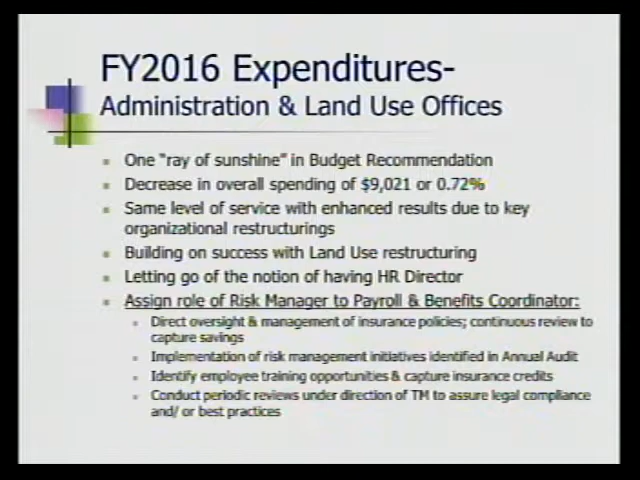 FY2016 Expenditures-
Administration & Land Use Offices
One "ray of sunshine" in Budget Recommendation
Decrease in overall spending of $9,021 or 0.72%
Same level of service with enhanced results due to key
organizational restructurings
Building on success with Land Use restructuring
Letting go of the notion of having HR Director
Assign role of Risk Manager to Payroll & Benefits Coordinator:
Direct oversight & management of insurance policies; continuous review to
capture savings
Implementation of risk management initiatives identified in Annual Audit
Identify employee training opportunities & capture insurance credits
Conduct periodic reviews under direction of TM to assure legal compliance
and/ or best practices